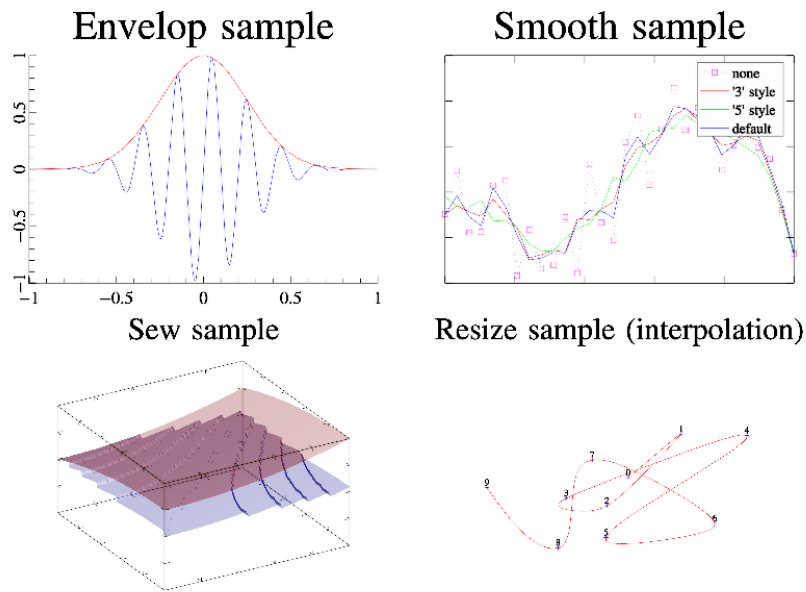 Envelop sample
Smooth sample
1
0.5
0
−0.5
−1
−1 −0.5 0 0.5 1
none
'3' style
'5' style
default
Sew sample
Resize sample (interpolation)
1
4
7
0
9
3
2
6
5
8